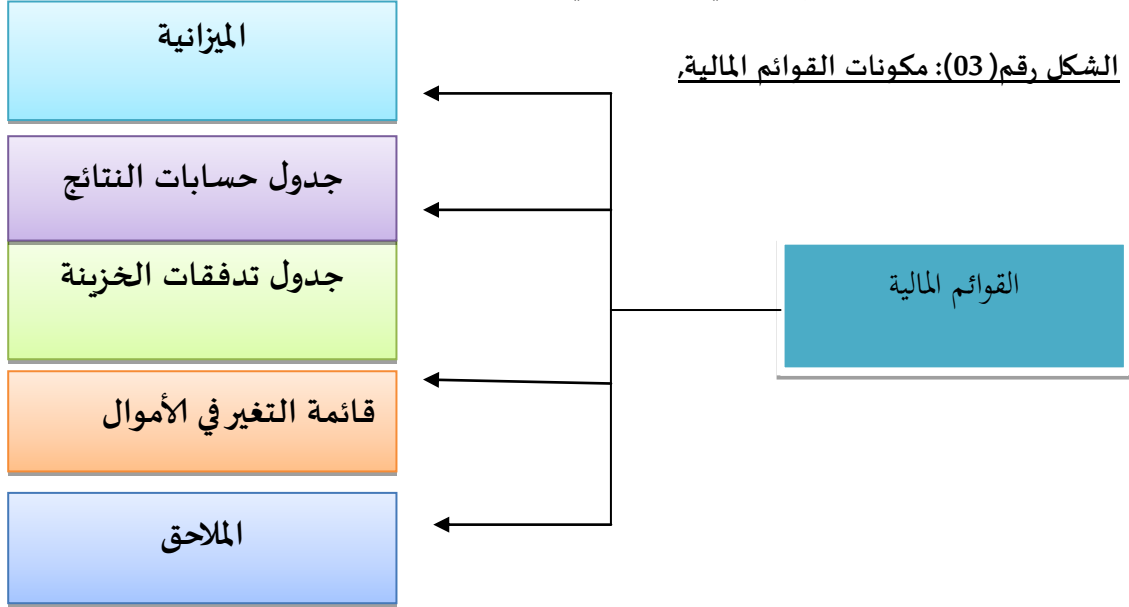 الشكل رقم(03): مكونات القوائم المالية,
القوائم المالية
الميزانية
جدول حسابات النتائج
جدول تدفقات الخزينة
قائمة التغير في الأموال
الملاحق